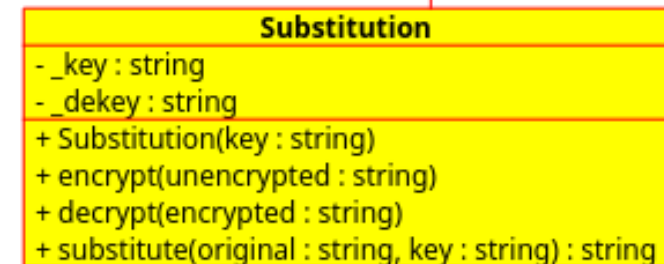 Substitution
- _key : string
- _dekey : string
+ Substitution(key : string)
+ encrypt(unencrypted : string)
+ decrypt(encrypted : string)
+ substitute(original : string, key : string) : string